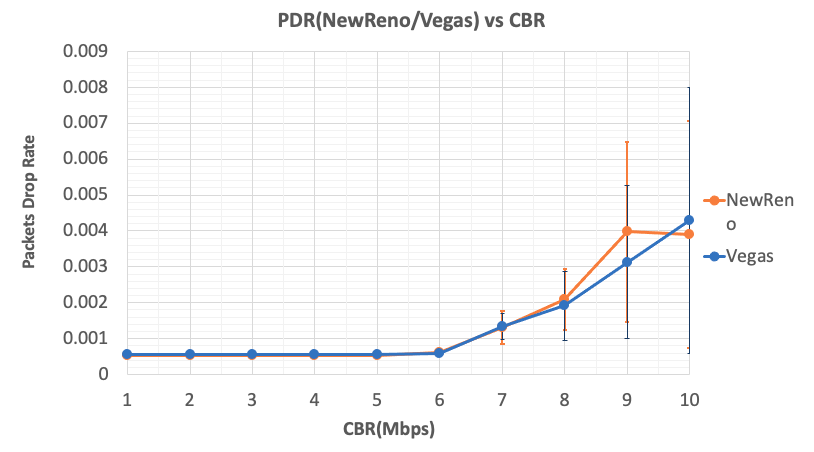 PDR(NewReno/Vegas) vs CBR
0.009
0.008
0.007
0.006
0.005
0.004
0.003
0.002
0.001
0
Packets Drop Rate
1 2 3 4 5 6 7 8 9 10
CBR(Mbps)
NewRen
o
Vegas